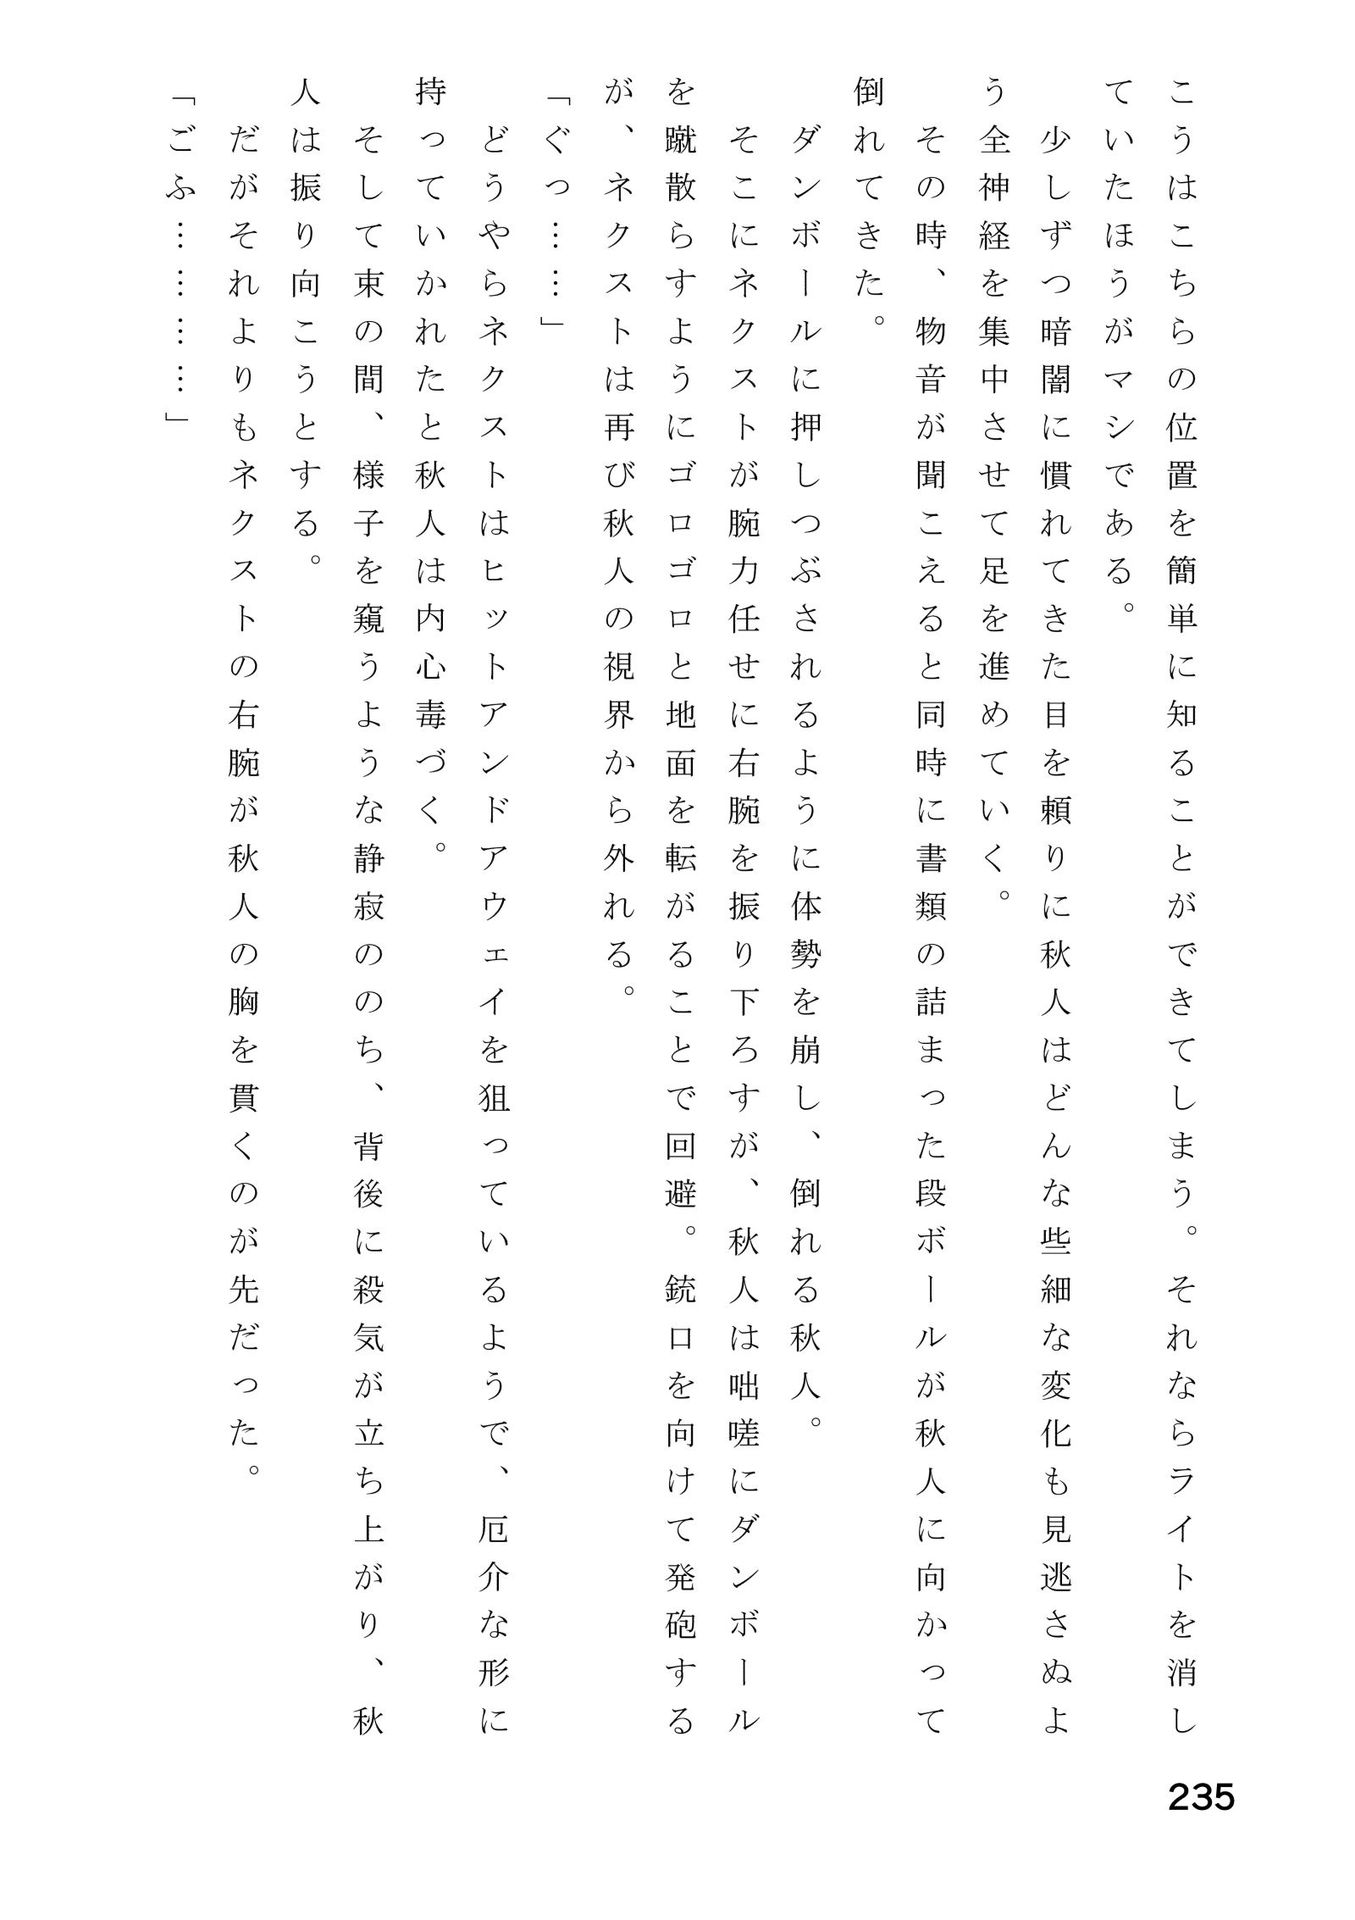 こうはこちらの位置を簡単に知ることができてしまう。それならライトを消し
ていたほうがマシである。
　少しずつ暗闇に慣れてきた目を頼りに秋人はどんな些細な変化も見逃さぬよ
う全神経を集中させて足を進めていく。
　その時、物音が聞こえると同時に書類の詰まった段ボールが秋人に向かって
倒れてきた。
　ダンボールに押しつぶされるように体勢を崩し、倒れる秋人。
　そこにネクストが腕力任せに右腕を振り下ろすが、秋人は咄嗟にダンボール
を蹴散らすようにゴロゴロと地面を転がることで回避。銃口を向けて発砲する
が、ネクストは再び秋人の視界から外れる。
「ぐっ……」
　どうやらネクストはヒットアンドアウェイを狙っているようで、厄介な形に
持っていかれたと秋人は内心毒づく。
　そして束の間、様子を窺うような静寂ののち、背後に殺気が立ち上がり、秋
人は振り向こうとする。
　だがそれよりもネクストの右腕が秋人の胸を貫くのが先だった。
「ごふ…………」
235